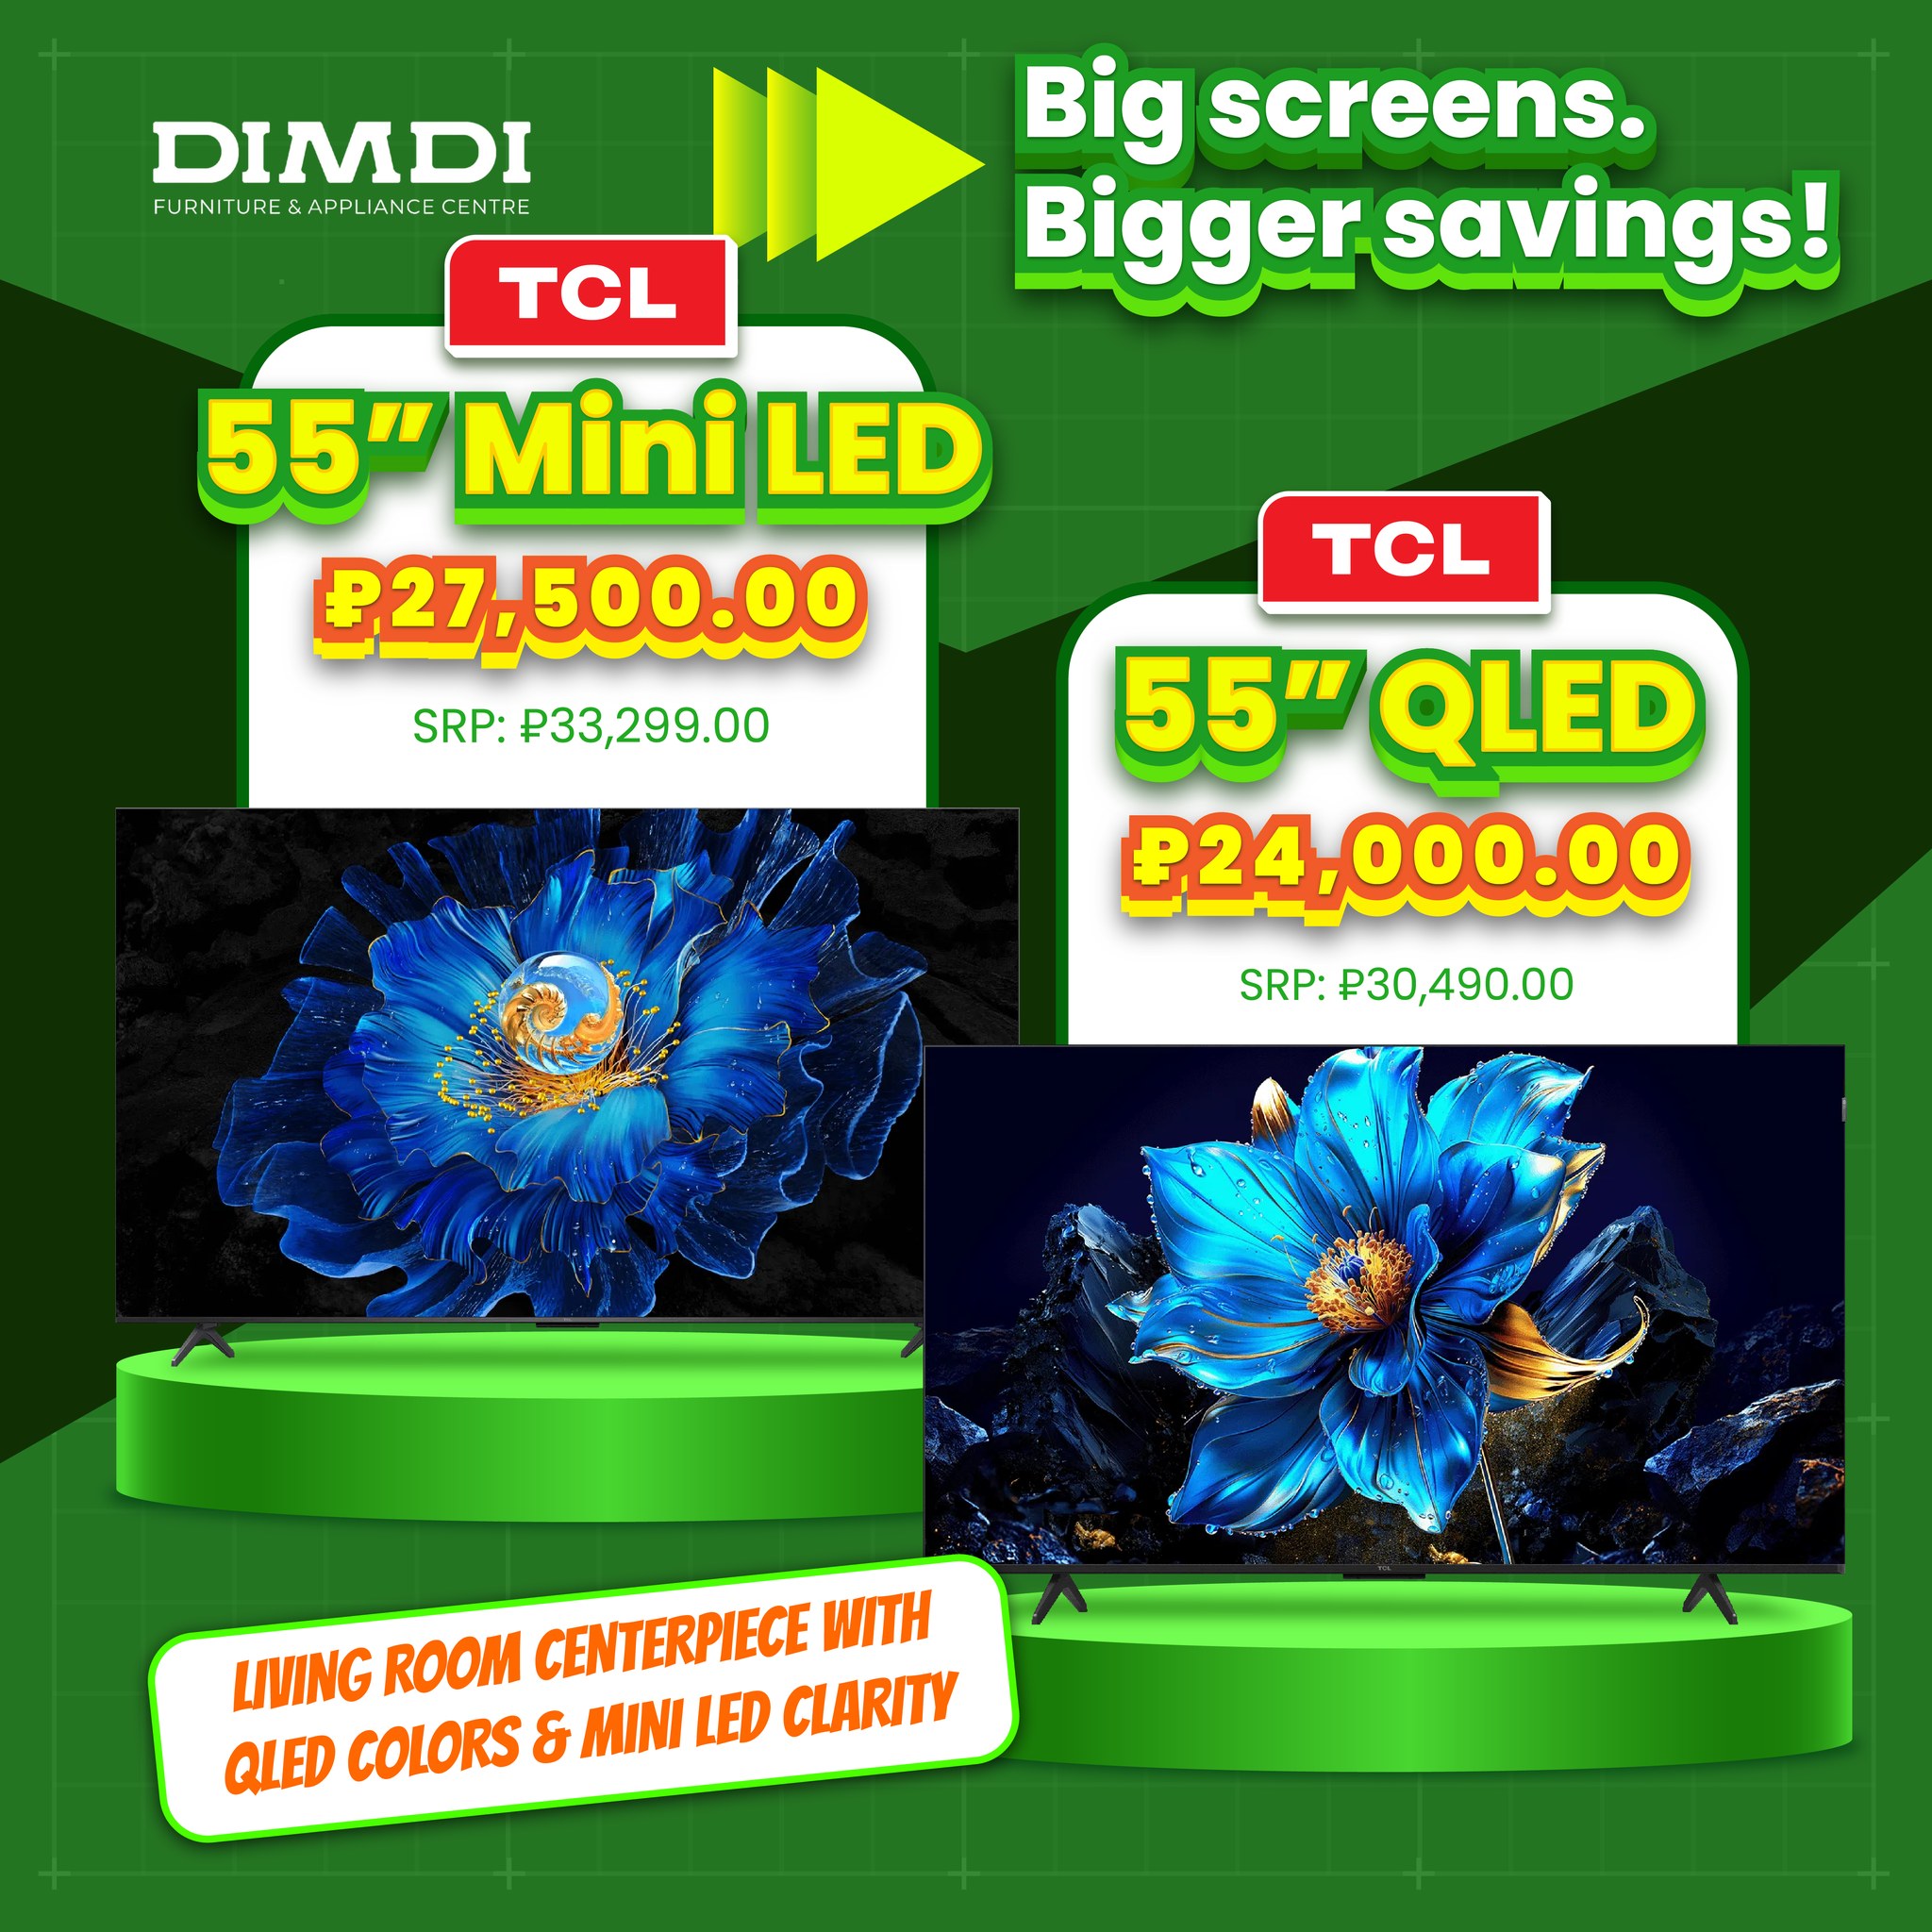 DIMDI
FURNITURE & APPLIANCE CENTRE
Big screens.
Bigger savings!
TCL
55” Mini LED
₽27,500.00
SRP: ₽33,299.00
TCL
55” QLED
₽24,000.00
SRP: ₽30,490.00
TCL
LIVING ROOM CENTERPIECE WITH
QLED COLORS & MINI LED CLARITY